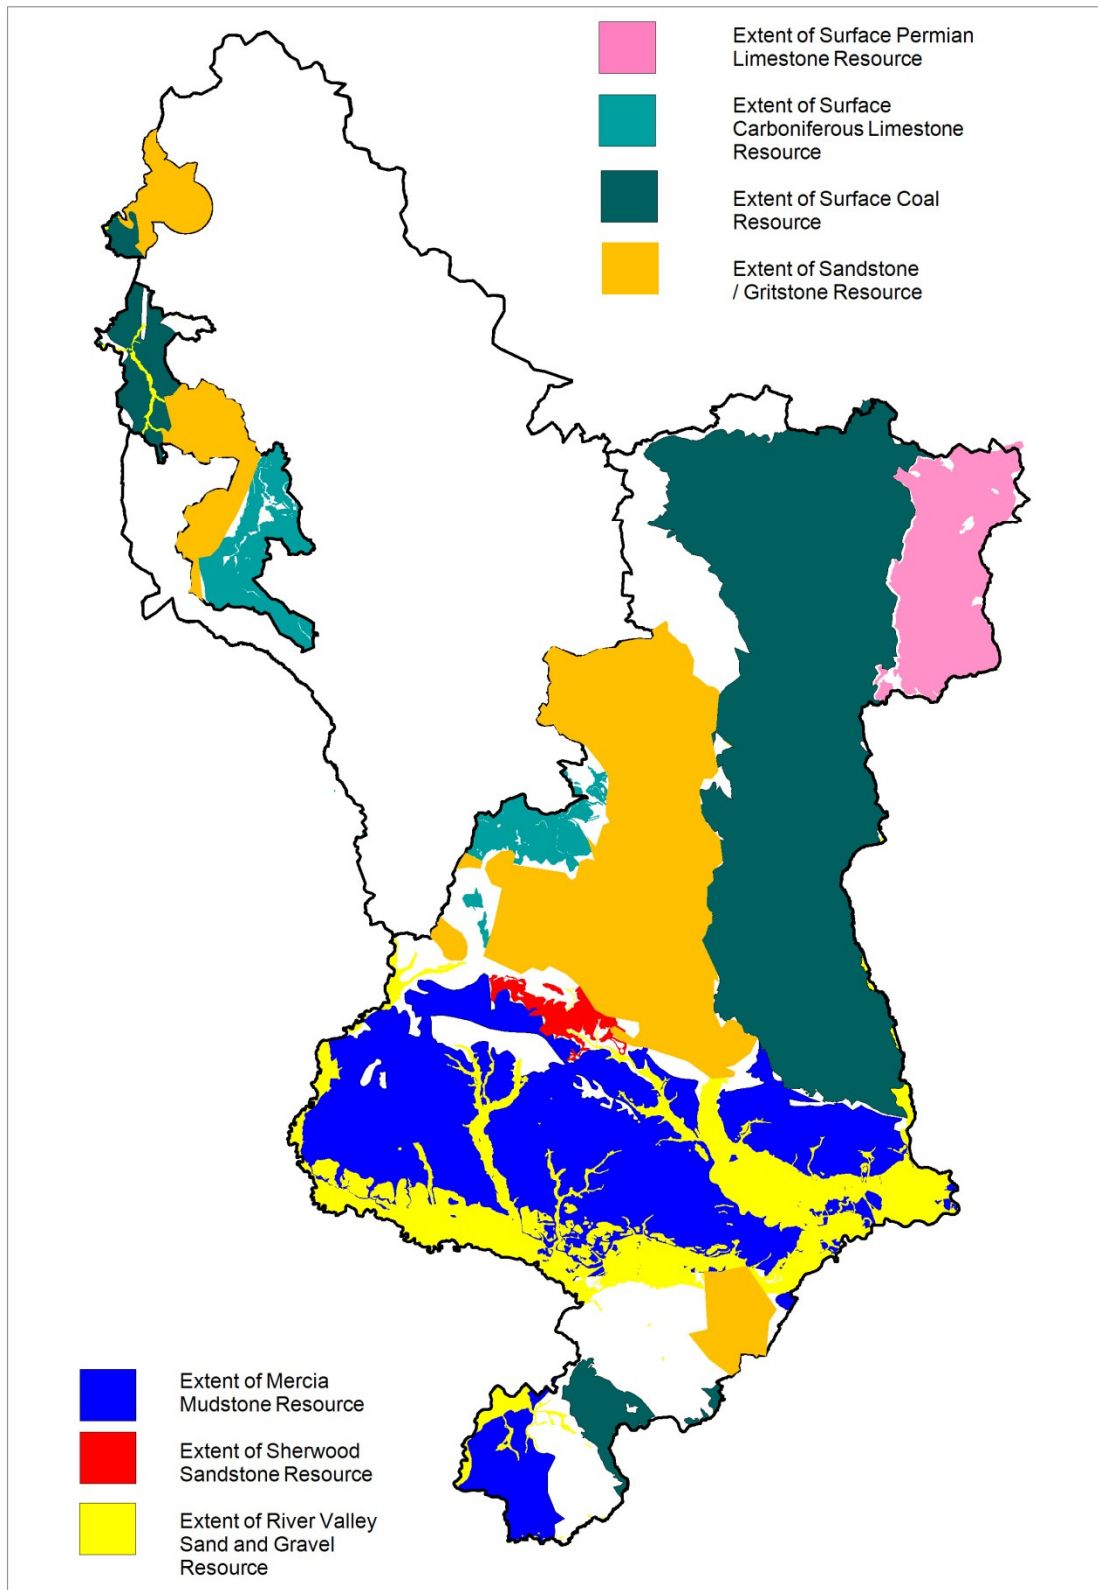 Extent of Surface Permian
Limestone Resource
Extent of Surface
Carboniferous Limestone
Resource
Extent of Surface Coal
Resource
Extent of Sandstone
/ Gritstone Resource
Extent of Mercia
Mudstone Resource
Extent of Sherwood
Sandstone Resource
Extent of River Valley
Sand and Gravel
Resource